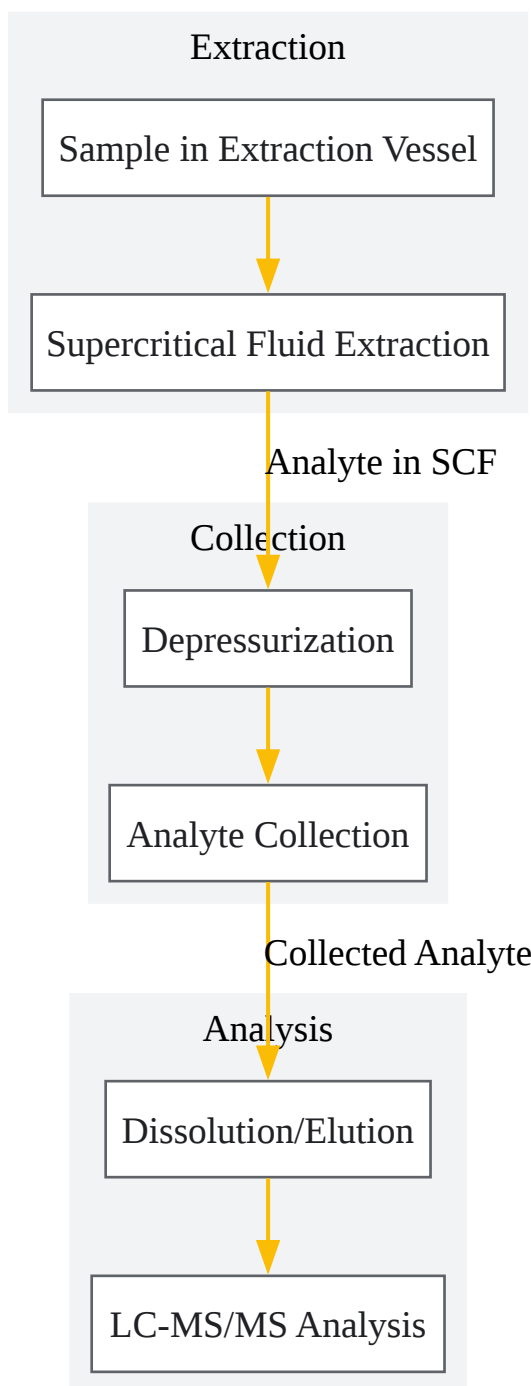 Extraction
Sample in Extraction Vessel
Supercritical Fluid Extraction
Analyte in SCF
Collection
Depressurization
Analyte Collection
Collected Analyte
Analysis
Dissolution/Elution
LC-MS/MS Analysis